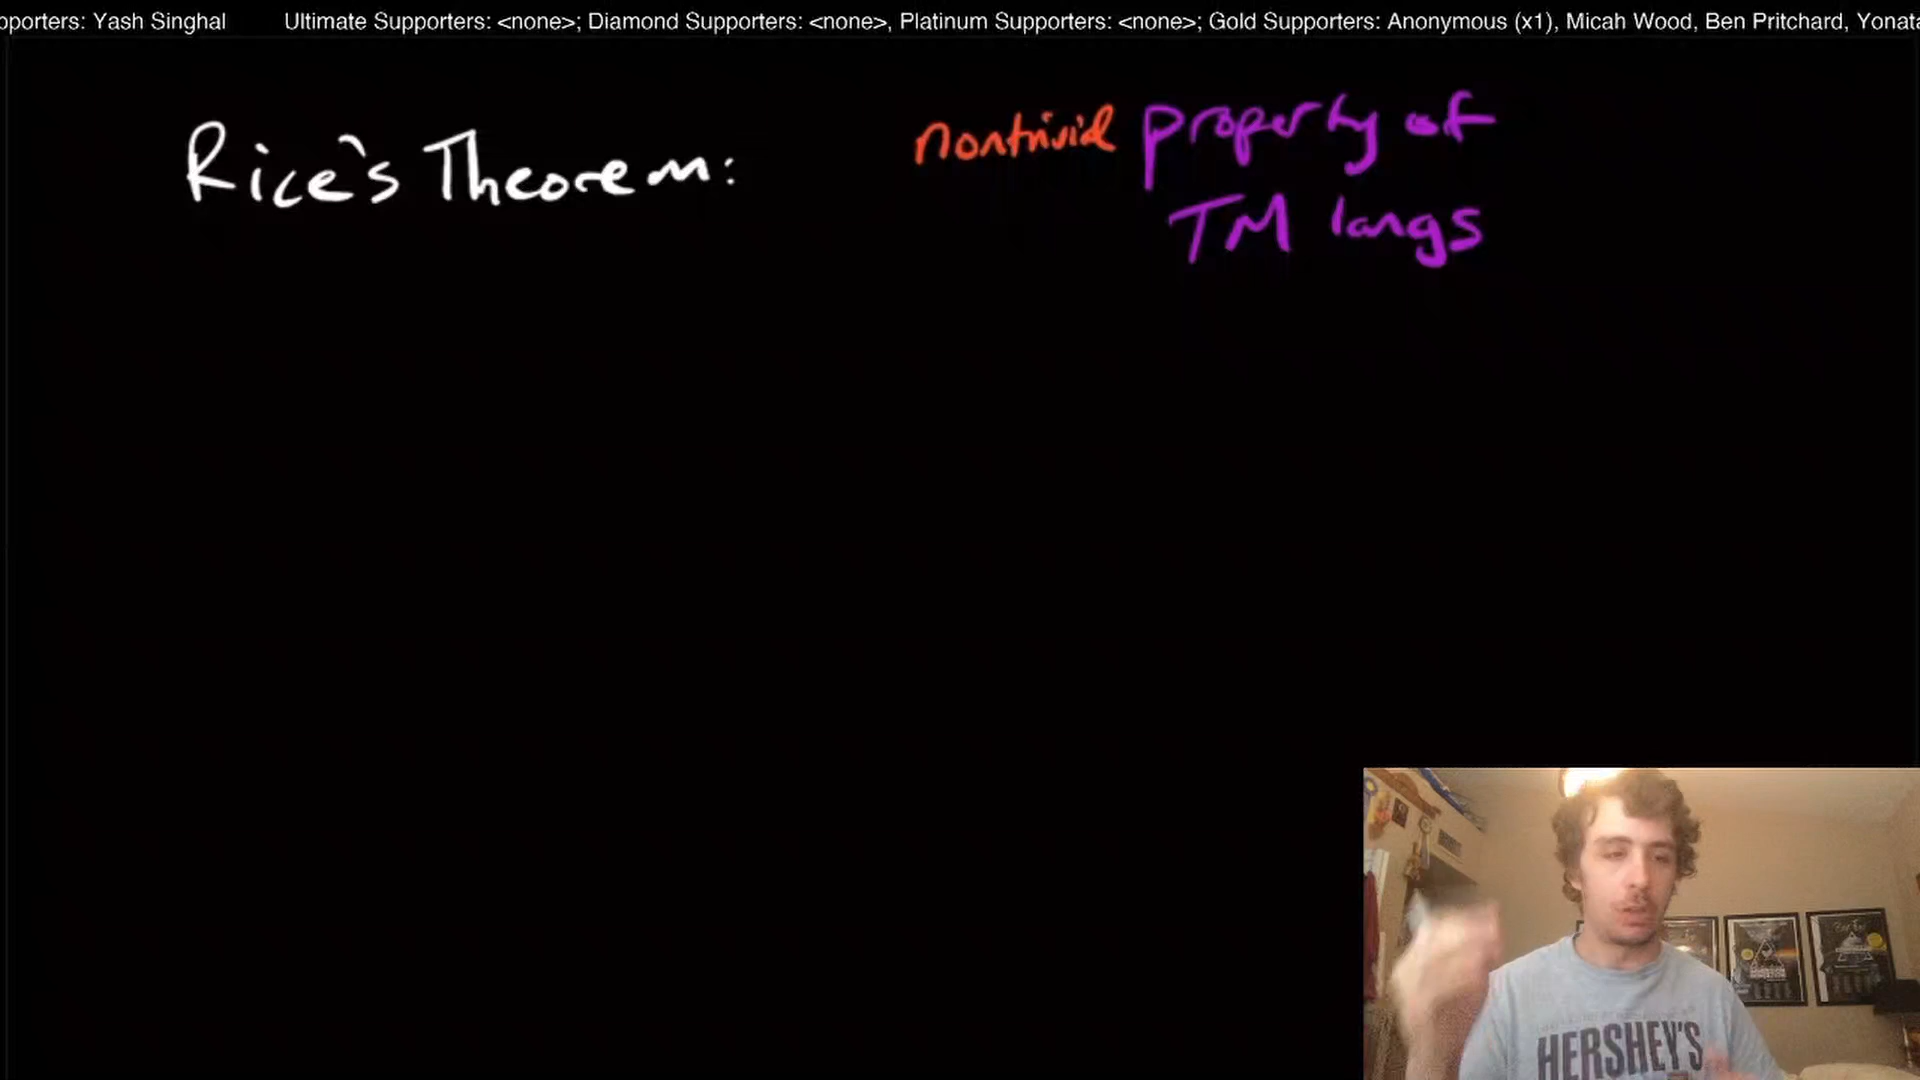 pporters: Yash Singhal Ultimate Supporters: <none>; Diamond Supporters: <none>, Platinum Supporters: <none>; Gold Supporters: Anonymous (x1), Micah Wood, Ben Pritchard, Yonata
Rice's Theorem:
nontrivial property of
TM langs
HERSHEY'S